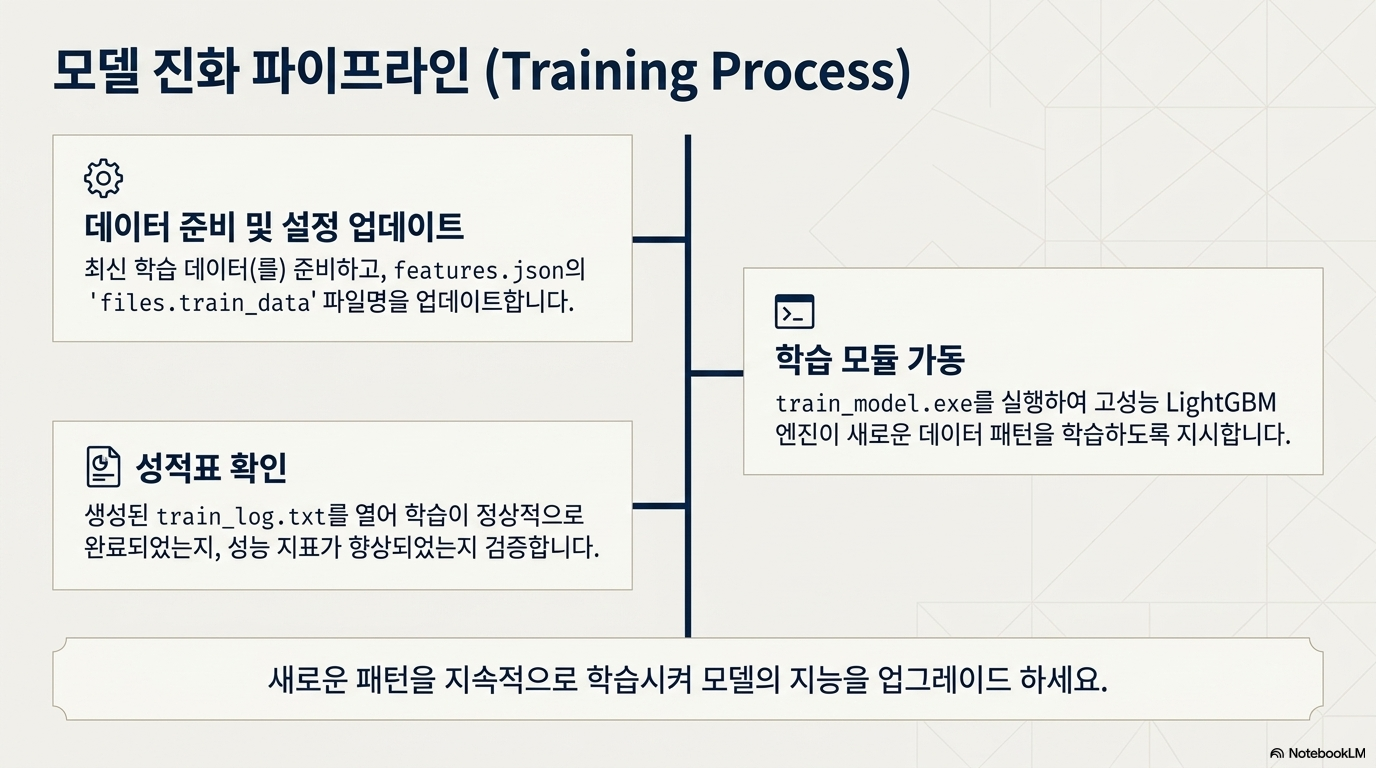 모델 진화 파이프라인 (Training Process)
데이터 준비 및 설정 업데이트
최신 학습 데이터(를) 준비하고, features.json의
'files.train_data' 파일명을 업데이트합니다.
학습 모듈 가동
train_model.exe를 실행하여 고성능 LightGBM
엔진이 새로운 데이터 패턴을 학습하도록 지시합니다.
성적표 확인
생성된 train_log.txt를 열어 학습이 정상적으로
완료되었는지, 성능 지표가 향상되었는지 검증합니다.
새로운 패턴을 지속적으로 학습시켜 모델의 지능을 업그레이드 하세요.
NotebookLM